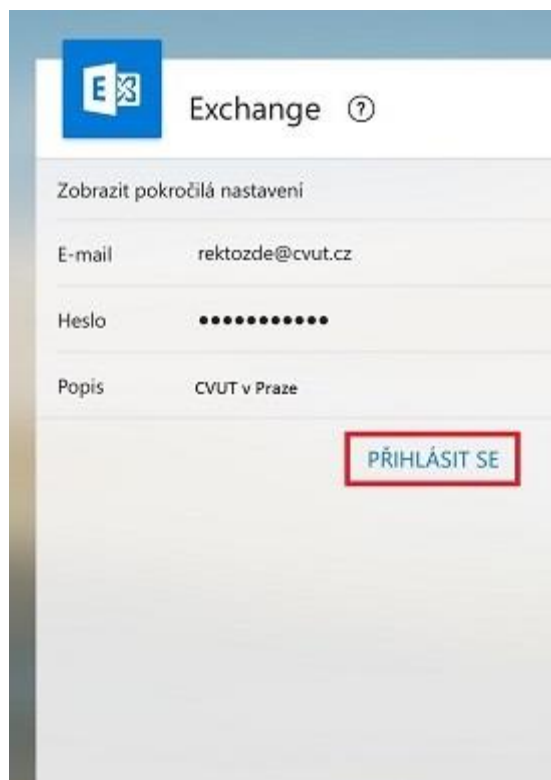 Exchange ?
Zobrazit pokročilá nastavení
E-mail rektozde@cvut.cz
Heslo •••••••••••
Popis CVUT v Praze
PŘIHLÁSIT SE